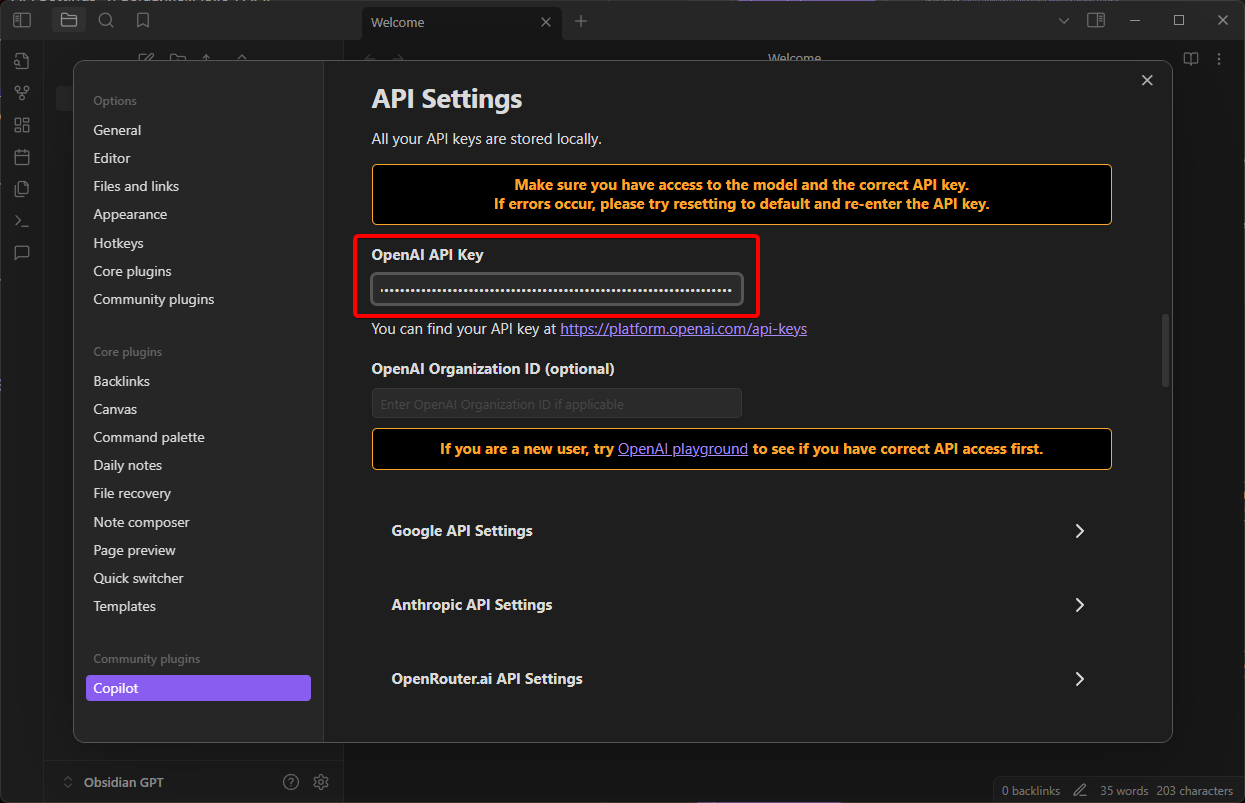 Welcome
Welcome
Options
General
Editor
Files and links
Appearance
Hotkeys
Core plugins
Community plugins
Core plugins
Backlinks
Canvas
Command palette
Daily notes
File recovery
Note composer
Page preview
Quick switcher
Templates
Community plugins
Copilot
API Settings
All your API keys are stored locally.
Make sure you have access to the model and the correct API key.
If errors occur, please try resetting to default and re-enter the API key.
OpenAI API Key
You can find your API key at https://platform.openai.com/api-keys
OpenAI Organization ID (optional)
Enter OpenAI Organization ID if applicable
If you are a new user, try OpenAI playground to see if you have correct API access first.
Google API Settings
Anthropic API Settings
OpenRouter.ai API Settings
Obsidian GPT
0 backlinks 35 words 203 characters